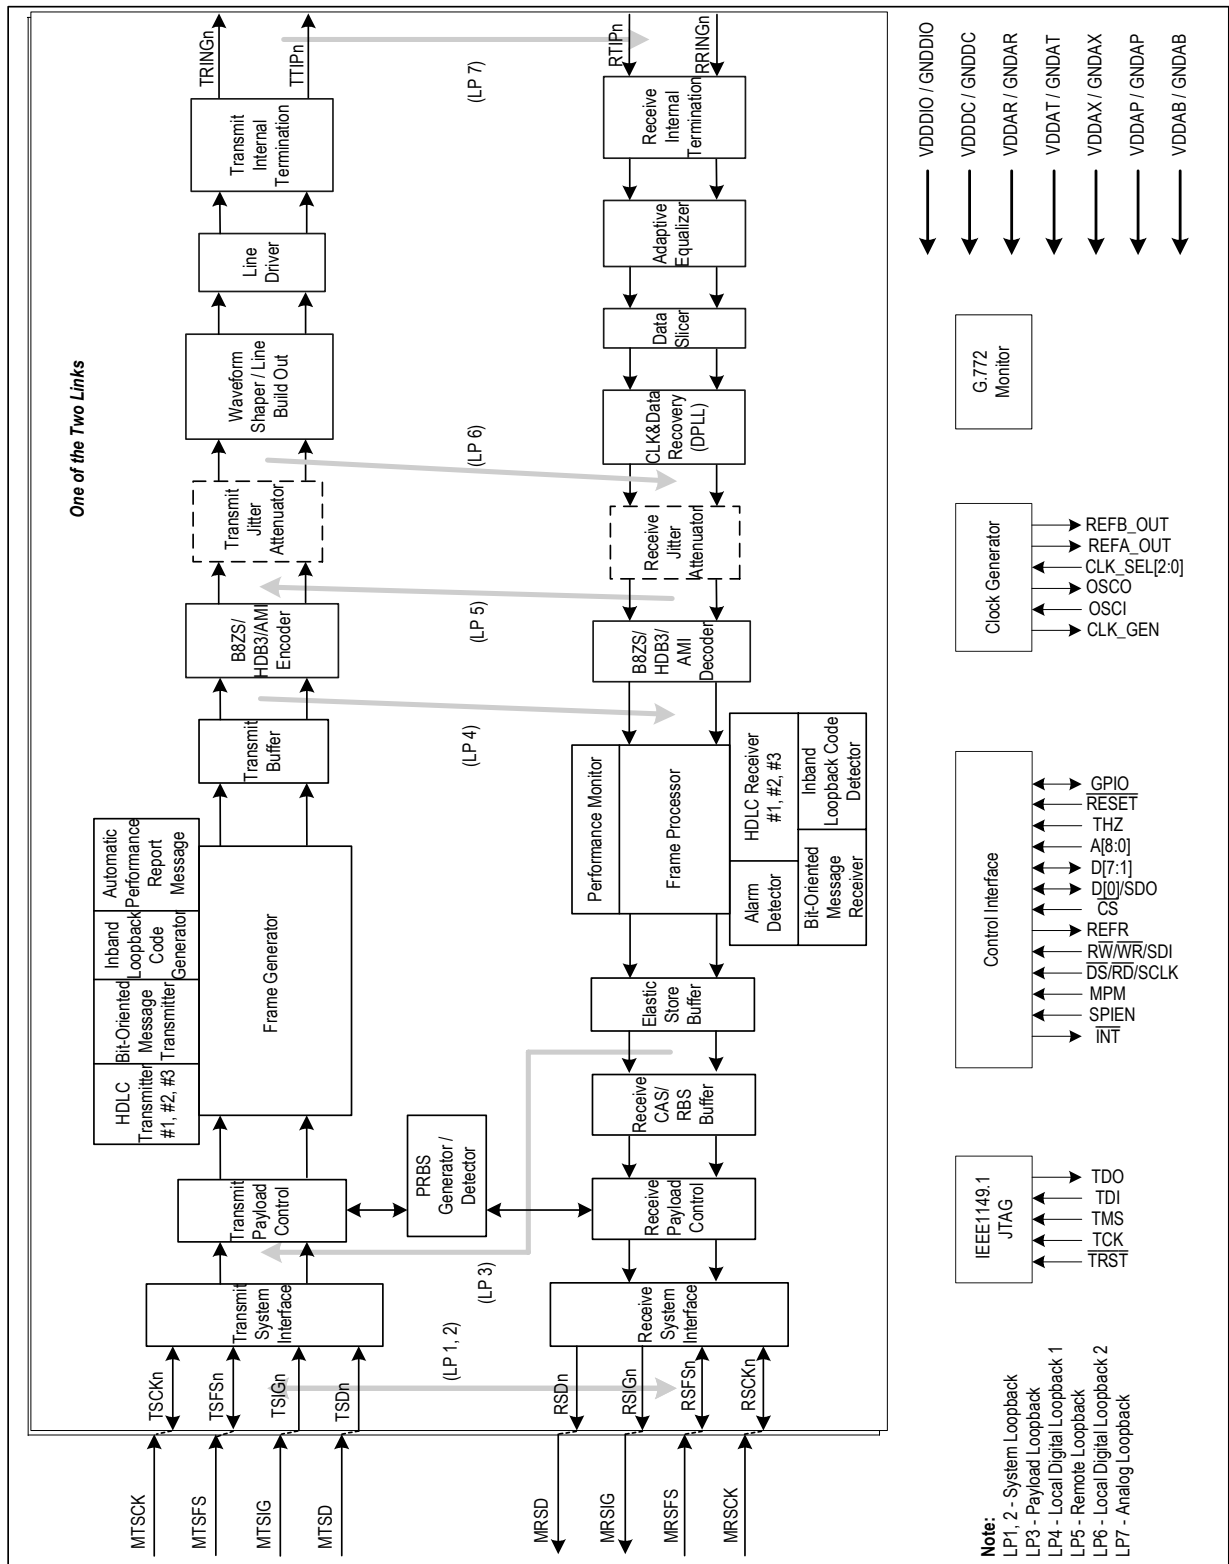 One of the Two Links
TRINGn
TTIPn
Transmit
Internal
Termination
Line
Driver
Waveform
Shaper / Line
Build Out
Transmit
Jitter
Attenuator
B8ZS/
HDB3/AMI
Encoder
Transmit
Buffer
Automatic
Performance
Report
Message
Inband
Loopback
Code
Generator
Bit-Oriented
Message
Transmitter
HDLC
Transmitter
#1, #2, #3
Frame Generator
Transmit
Payload
Control
Transmit
System
Interface
TSCKn
TSFSn
TSIGn
TSDn
MTSCK
MTSFS
MTSIG
MTSD
(LP 7)
(LP 6)
(LP 5)
(LP 4)
PRBS
Generator /
Detector
(LP 3)
(LP 1, 2)
RTIPn
RRINGn
Receive
Internal
Termination
Adaptive
Equalizer
Data
Slicer
CLK&Data
Recovery
(DPLL)
Receive
Jitter
Attenuator
B8ZS/
HDB3/
AMI
Decoder
Performance Monitor
Frame Processor
HDLC Receiver
#1, #2, #3
Inband
Loopback Code
Detector
Alarm
Detector
Bit-Oriented
Message
Receiver
Elastic
Store
Buffer
Receive
CAS/
RBS
Buffer
Receive
Payload
Control
Receive
System
Interface
RSDn
RSIGn
RSFSn
RSCKn
MRSD
MRSIG
MRSFS
MRSCK
VDDDIO / GNDDIO
VDDDC / GNDDC
VDDAR / GNDAR
VDDAT / GNDAT
VDDAX / GNDAX
VDDAP / GNDAP
VDDAB / GNDAB
G.772
Monitor
Clock Generator
REFB_OUT
REFA_OUT
CLK_SEL[2:0]
OSCO
OSCI
CLK_GEN
Control Interface
GPIO
RESET
THZ
A[8:0]
D[7:1]
D[0]/SDO
CS
REFR
RW/WR/SDI
DS/RD/SCLK
MPM
SPIEN
INT
IEEE1149.1
JTAG
TDO
TDI
TMS
TCK
TRST
Note:
LP1, 2 - System Loopback
LP3 - Payload Loopback
LP4 - Local Digital Loopback 1
LP5 - Remote Loopback
LP6 - Local Digital Loopback 2
LP7 - Analog Loopback